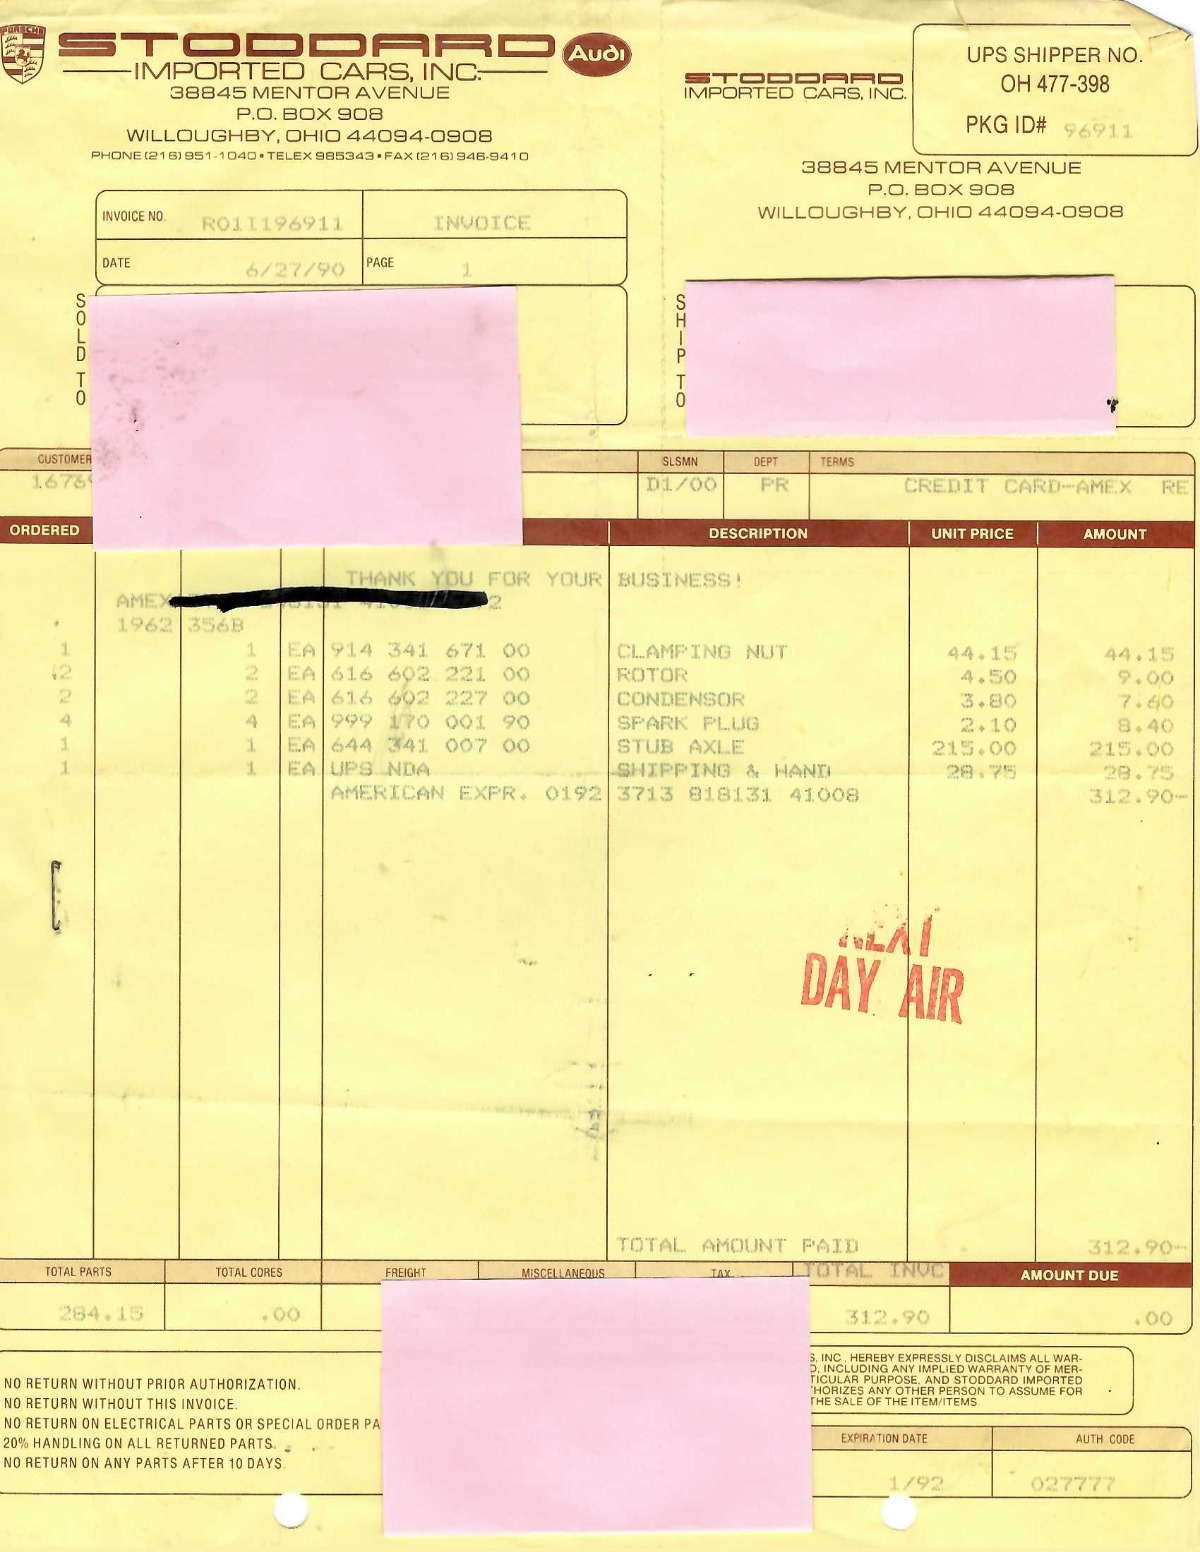 PORSCHE
STODDARD
IMPORTED CARS, INC.
Audi
38845 MENTOR AVENUE
P.O. BOX 908
WILLOUGHBY, OHIO 44094-0908
PHONE (216) 951-1040 • TELEX 985343 • FAX (216) 946-9410
STODDARD
IMPORTED CARS, INC.
UPS SHIPPER NO.
OH 477-398
PKG ID# 96911
38845 MENTOR AVENUE
P.O. BOX 908
WILLOUGHBY, OHIO 44094-0908
INVOICE NO. R011196911 INVOICE
DATE 6/27/90 PAGE 1
SOLD TO
SHIP TO
CUSTOMER SLSMN DEPT TERMS
16769 D1/00 PR CREDIT CARD-AMEX RE
ORDERED DESCRIPTION UNIT PRICE AMOUNT
THANK YOU FOR YOUR BUSINESS!
AMEX 2
1962 356B
1 1 EA 914 341 671 00 CLAMPING NUT 44.15 44.15
2 2 EA 616 602 221 00 ROTOR 4.50 9.00
2 2 EA 616 602 227 00 CONDENSOR 3.80 7.60
4 4 EA 999 170 001 90 SPARK PLUG 2.10 8.40
1 1 EA 644 341 007 00 STUB AXLE 215.00 215.00
1 1 EA UPS NDA SHIPPING & HAND 28.75 28.75
AMERICAN EXPR. 0192 3713 818131 41008 312.90-
NEXT
DAY AIR
TOTAL AMOUNT PAID 312.90-
TOTAL PARTS TOTAL CORES FREIGHT MISCELLANEOUS TAX TOTAL INVC AMOUNT DUE
284.15 .00 312.90 .00
NO RETURN WITHOUT PRIOR AUTHORIZATION.
NO RETURN WITHOUT THIS INVOICE.
NO RETURN ON ELECTRICAL PARTS OR SPECIAL ORDER PA
20% HANDLING ON ALL RETURNED PARTS.
NO RETURN ON ANY PARTS AFTER 10 DAYS.
S, INC., HEREBY EXPRESSLY DISCLAIMS ALL WAR-
D, INCLUDING ANY IMPLIED WARRANTY OF MER-
TICULAR PURPOSE, AND STODDARD IMPORTED
HORIZES ANY OTHER PERSON TO ASSUME FOR
THE SALE OF THE ITEM/ITEMS
EXPIRATION DATE AUTH. CODE
1/92 027777